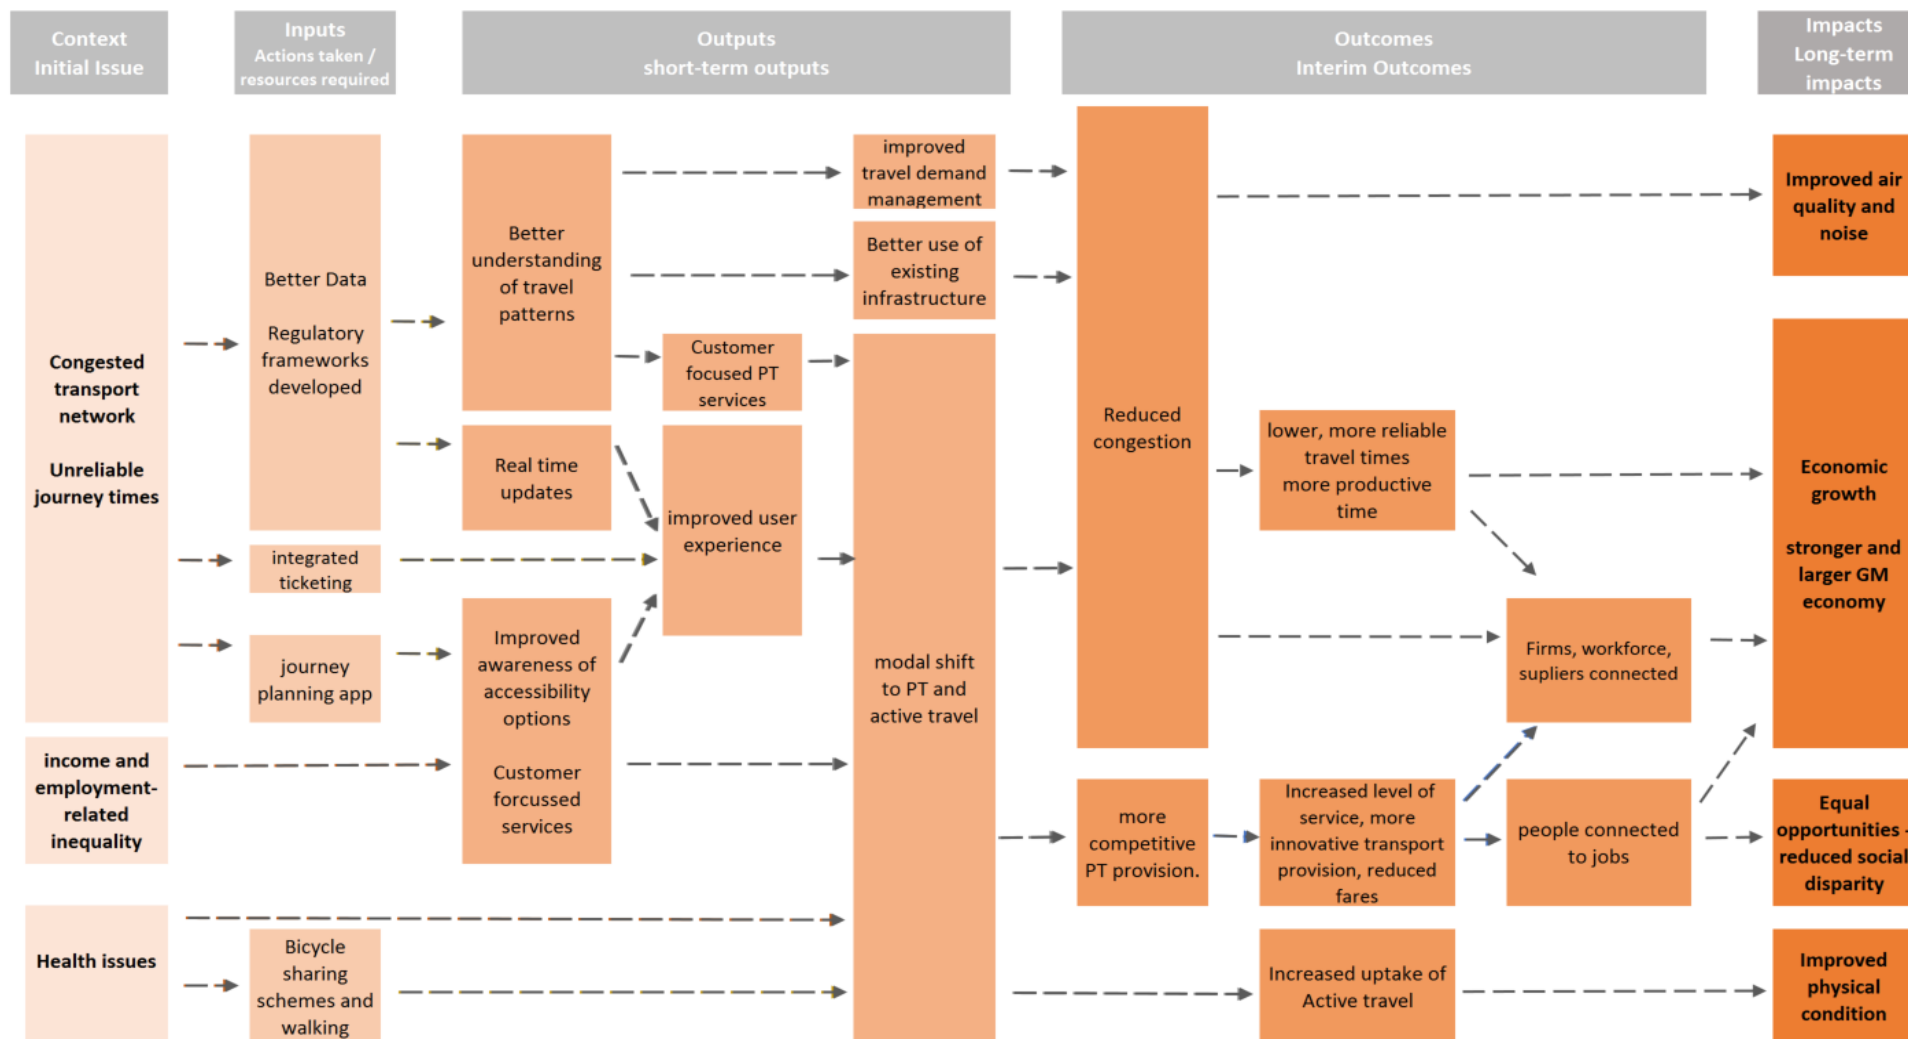 Context
Initial Issue
Inputs
Actions taken /
resources required
Outputs
short-term outputs
Outcomes
Interim Outcomes
Impacts
Long-term
impacts
Congested
transport
network
Unreliable
journey times
income and
employment-
related
inequality
Health issues
Better Data
Regulatory
frameworks
developed
integrated
ticketing
journey
planning app
Bicycle
sharing
schemes and
walking
Better
understanding
of travel
patterns
Real time
updates
Improved
awareness of
accessibility
options
Customer
forcussed
services
Customer
focused PT
services
improved user
experience
improved
travel demand
management
Better use of
existing
infrastructure
modal shift
to PT and
active travel
Reduced
congestion
more
competitive
PT provision.
lower, more reliable
travel times
more productive
time
Increased level of
service, more
innovative transport
provision, reduced
fares
Increased uptake of
Active travel
Firms, workforce,
supliers connected
people connected
to jobs
Improved air
quality and
noise
Economic
growth
stronger and
larger GM
economy
Equal
opportunities -
reduced social
disparity
Improved
physical
condition